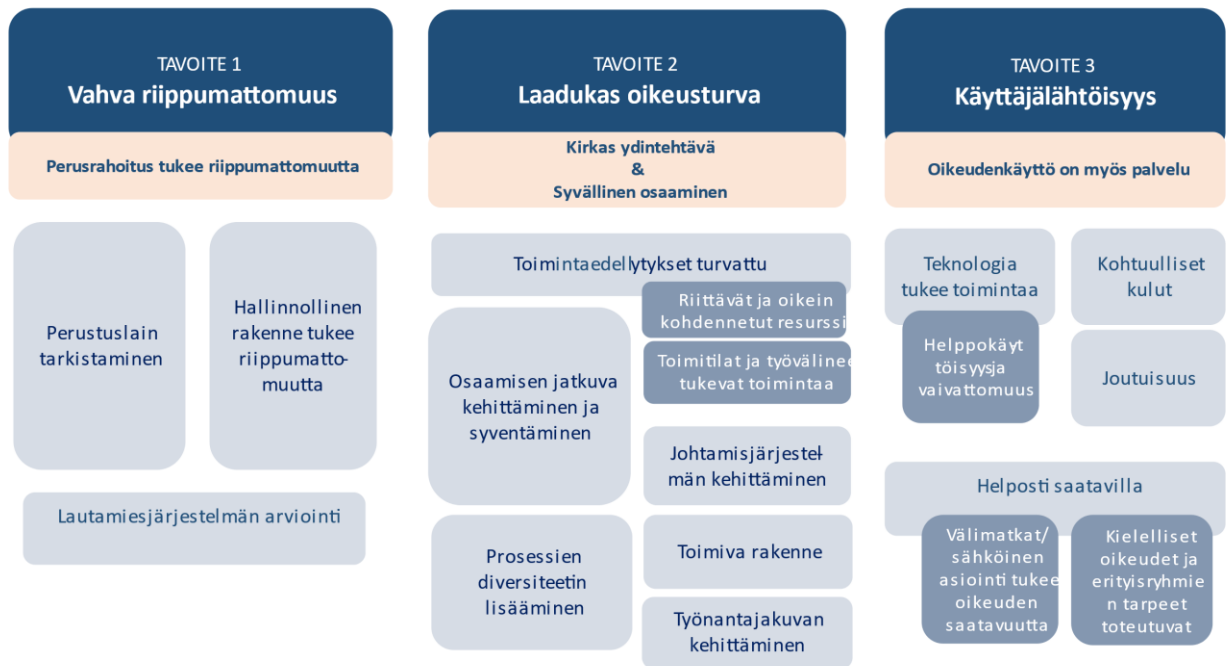 TAVOITE 1
Vahva riippumattomuus
Perusrahoitus tukee riippumattomuutta
Perustuslain
tarkistaminen
Hallinnollinen
rakenne tukee
riippumatto-
muutta
Lautamiesjärjestelmän arviointi
TAVOITE 2
Laadukas oikeusturva
Kirkas ydintehtävä
&
Syvällinen osaaminen
Toimintaedellytykset turvattu
Riittävät ja oikein
kohdennetut resurssi
Toimitilat ja työvälinee
tukevat toimintaa
Osaamisen jatkuva
kehittäminen ja
syventäminen
Johtamisjärjestel-
män kehittäminen
Prosessien
diversiteetin
lisääminen
Toimiva rakenne
Työnantajakuvan
kehittäminen
TAVOITE 3
Käyttäjälähtöisyys
Oikeudenkäyttö on myös palvelu
Teknologia
tukee toimintaa
Helppokäyt
töisyysja
vaivattomuus
Kohtuulliset
kulut
Joutuisuus
Helposti saatavilla
Välimatkat/
sähköinen
asiointi tukee
oikeuden
saatavuutta
Kielelliset
oikeudet ja
erityisryhmie
n tarpeet
toteutuvat